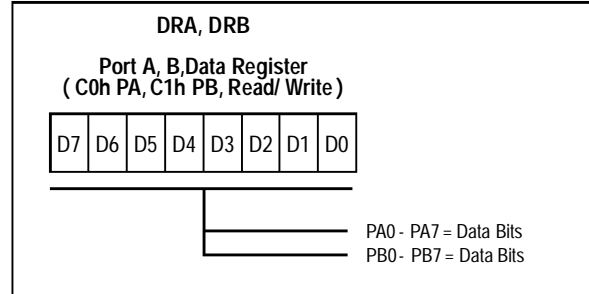 DRA, DRB
Port A, B,Data Register
( C0h PA, C1h PB, Read/ Write )
D7 D6 D5 D4 D3 D2 D1 D0
PA0 - PA7 = Data Bits
PB0 - PB7 = Data Bits